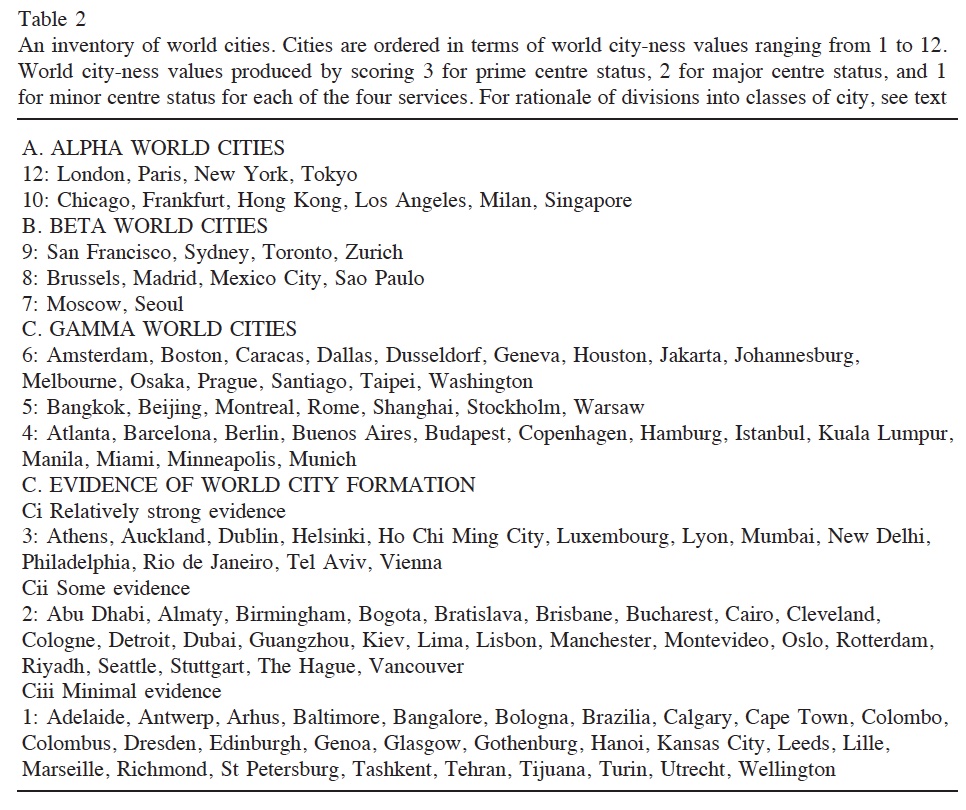 Table 2
An inventory of world cities. Cities are ordered in terms of world city-ness values ranging from 1 to 12.
World city-ness values produced by scoring 3 for prime centre status, 2 for major centre status, and 1
for minor centre status for each of the four services. For rationale of divisions into classes of city, see text
A. ALPHA WORLD CITIES
12: London, Paris, New York, Tokyo
10: Chicago, Frankfurt, Hong Kong, Los Angeles, Milan, Singapore
B. BETA WORLD CITIES
9: San Francisco, Sydney, Toronto, Zurich
8: Brussels, Madrid, Mexico City, Sao Paulo
7: Moscow, Seoul
C. GAMMA WORLD CITIES
6: Amsterdam, Boston, Caracas, Dallas, Dusseldorf, Geneva, Houston, Jakarta, Johannesburg,
Melbourne, Osaka, Prague, Santiago, Taipei, Washington
5: Bangkok, Beijing, Montreal, Rome, Shanghai, Stockholm, Warsaw
4: Atlanta, Barcelona, Berlin, Buenos Aires, Budapest, Copenhagen, Hamburg, Istanbul, Kuala Lumpur,
Manila, Miami, Minneapolis, Munich
C. EVIDENCE OF WORLD CITY FORMATION
Ci Relatively strong evidence
3: Athens, Auckland, Dublin, Helsinki, Ho Chi Ming City, Luxembourg, Lyon, Mumbai, New Delhi,
Philadelphia, Rio de Janeiro, Tel Aviv, Vienna
Cii Some evidence
2: Abu Dhabi, Almaty, Birmingham, Bogota, Bratislava, Brisbane, Bucharest, Cairo, Cleveland,
Cologne, Detroit, Dubai, Guangzhou, Kiev, Lima, Lisbon, Manchester, Montevideo, Oslo, Rotterdam,
Riyadh, Seattle, Stuttgart, The Hague, Vancouver
Ciii Minimal evidence
1: Adelaide, Antwerp, Arhus, Baltimore, Bangalore, Bologna, Brazilia, Calgary, Cape Town, Colombo,
Colombus, Dresden, Edinburgh, Genoa, Glasgow, Gothenburg, Hanoi, Kansas City, Leeds, Lille,
Marseille, Richmond, St Petersburg, Tashkent, Tehran, Tijuana, Turin, Utrecht, Wellington